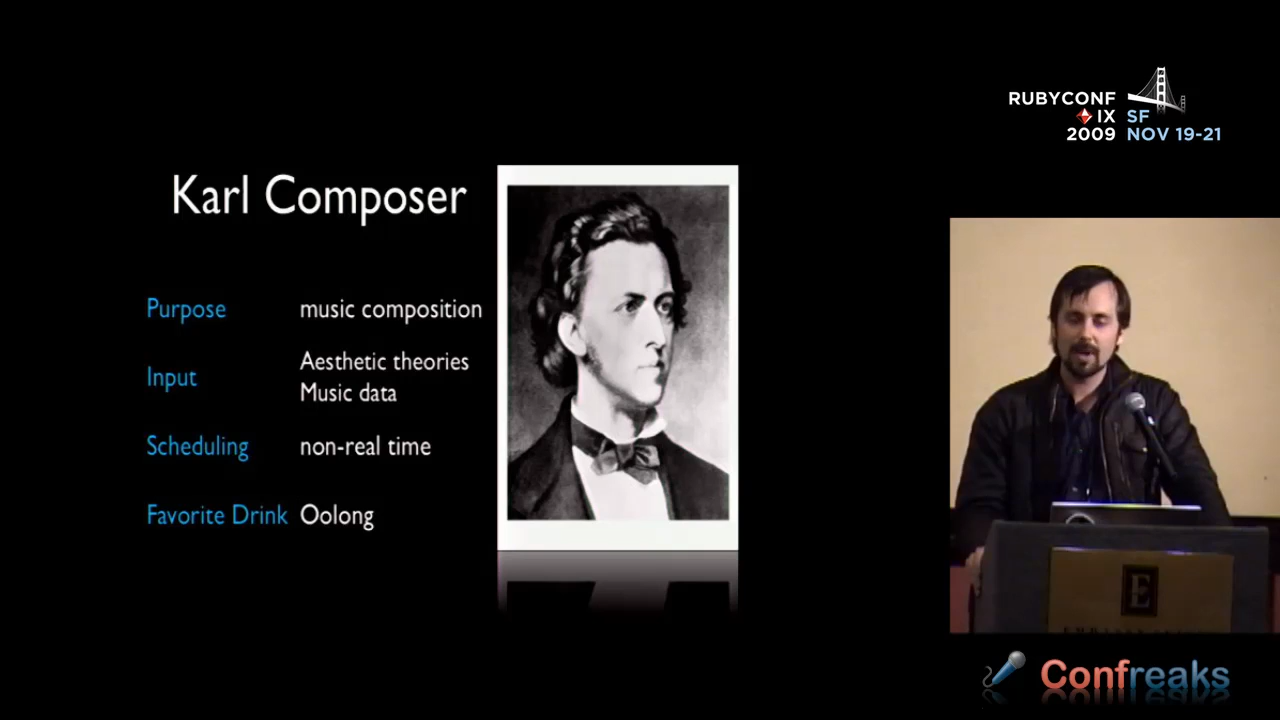 RUBYCONF
IX SF
2009 NOV 19-21
Karl Composer
Purpose music composition
Input Aesthetic theories
Music data
Scheduling non-real time
Favorite Drink Oolong
E
Confreaks